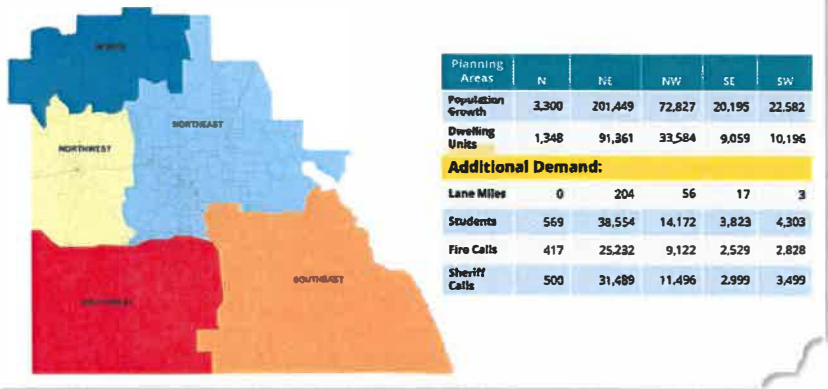 NORTH
NORTHEAST
NORTHWEST
SOUTHEAST
SOUTHWEST
Planning Areas N NE NW SE SW
Population Growth 3,300 201,449 72,827 20,195 22,582
Dwelling Units 1,348 91,361 33,584 9,059 10,196
Additional Demand:
Lane Miles 0 204 56 17 3
Students 569 38,554 14,172 3,823 4,303
Fire Calls 417 25,232 9,122 2,529 2,828
Sheriff Calls 500 31,489 11,496 2,999 3,499